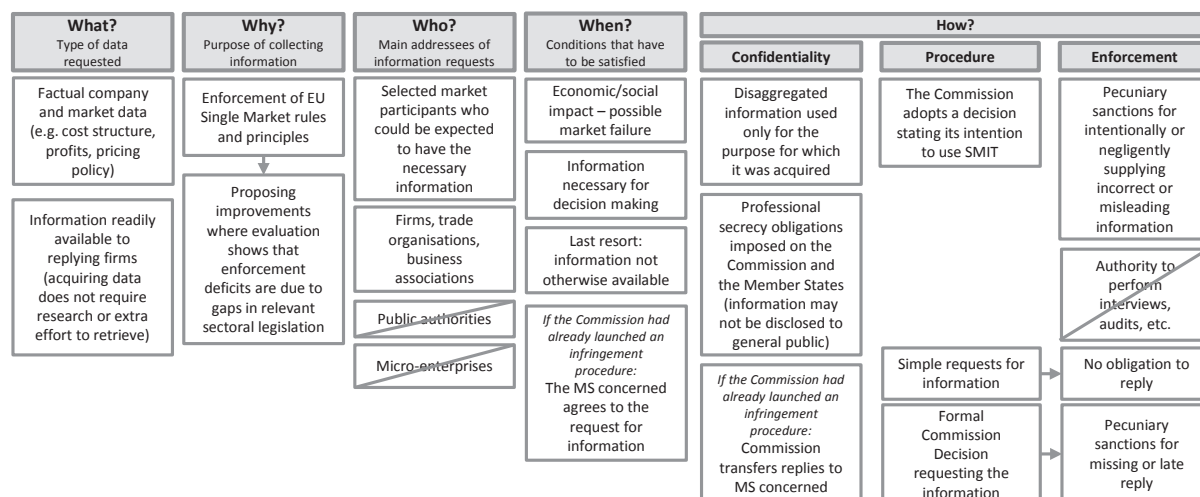 What?
Type of data
requested
Factual company
and market data
(e.g. cost structure,
profits, pricing
policy)
Information readily
available to
replying firms
(acquiring data
does not require
research or extra
effort to retrieve)
Why?
Purpose of collecting
information
Enforcement of EU
Single Market rules
and principles
Proposing
improvements
where evaluation
shows that
enforcement
deficits are due to
gaps in relevant
sectoral legislation
Who?
Main addressees of
information requests
Selected market
participants who
could be expected
to have the
necessary
information
Firms, trade
organisations,
business
associations
Public authorities
Micro-enterprises
When?
Conditions that have
to be satisfied
Economic/social
impact – possible
market failure
Information
necessary for
decision making
Last resort:
information not
otherwise available
If the Commission had
already launched an
infringement
procedure:
The MS concerned
agrees to the
request for
information
How?
Confidentiality
Disaggregated
information used
only for the
purpose for which
it was acquired
Professional
secrecy obligations
imposed on the
Commission and
the Member States
(information may
not be disclosed to
general public)
If the Commission had
already launched an
infringement
procedure:
Commission
transfers replies to
MS concerned
Procedure
The Commission
adopts a decision
stating its intention
to use SMIT
Simple requests for
information
Formal
Commission
Decision
requesting the
information
Enforcement
Pecuniary
sanctions for
intentionally or
negligently
supplying
incorrect or
misleading
information
Authority to
perform
interviews,
audits, etc.
No obligation to
reply
Pecuniary
sanctions for
missing or late
reply